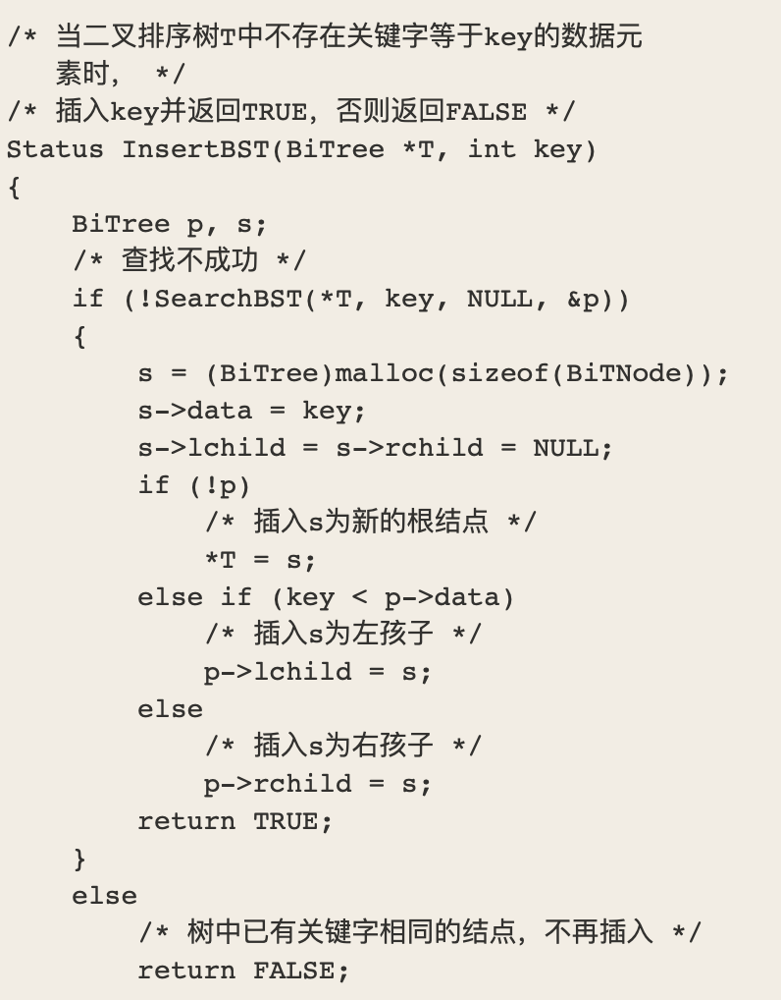 /* 当二叉排序树T中不存在关键字等于key的数据元
   素时， */
/* 插入key并返回TRUE，否则返回FALSE */
Status InsertBST(BiTree *T, int key)
{
    BiTree p, s;
    /* 查找不成功 */
    if (!SearchBST(*T, key, NULL, &p))
    {
        s = (BiTree)malloc(sizeof(BiTNode));
        s->data = key;
        s->lchild = s->rchild = NULL;
        if (!p)
            /* 插入s为新的根结点 */
            *T = s;
        else if (key < p->data)
            /* 插入s为左孩子 */
            p->lchild = s;
        else
            /* 插入s为右孩子 */
            p->rchild = s;
        return TRUE;
    }
    else
        /* 树中已有关键字相同的结点，不再插入 */
        return FALSE;